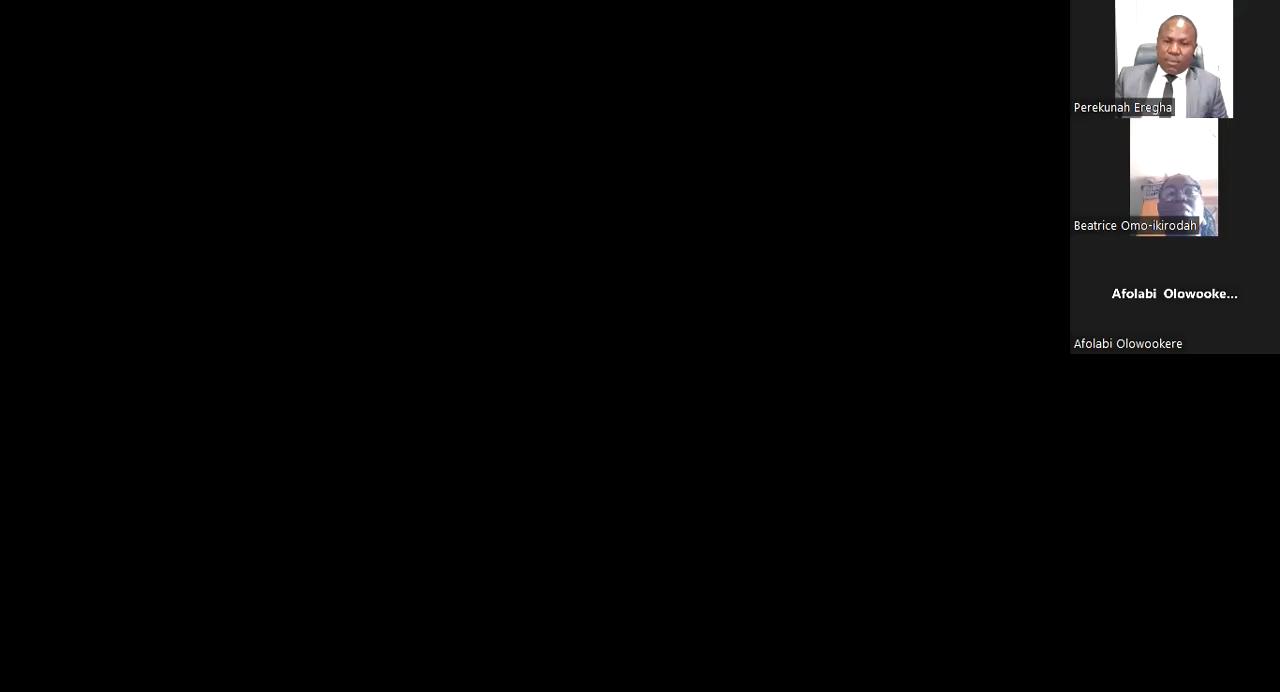 Perekunah Eregha
Beatrice Omo-ikirodah
Afolabi Olowooke...
Afolabi Olowookere